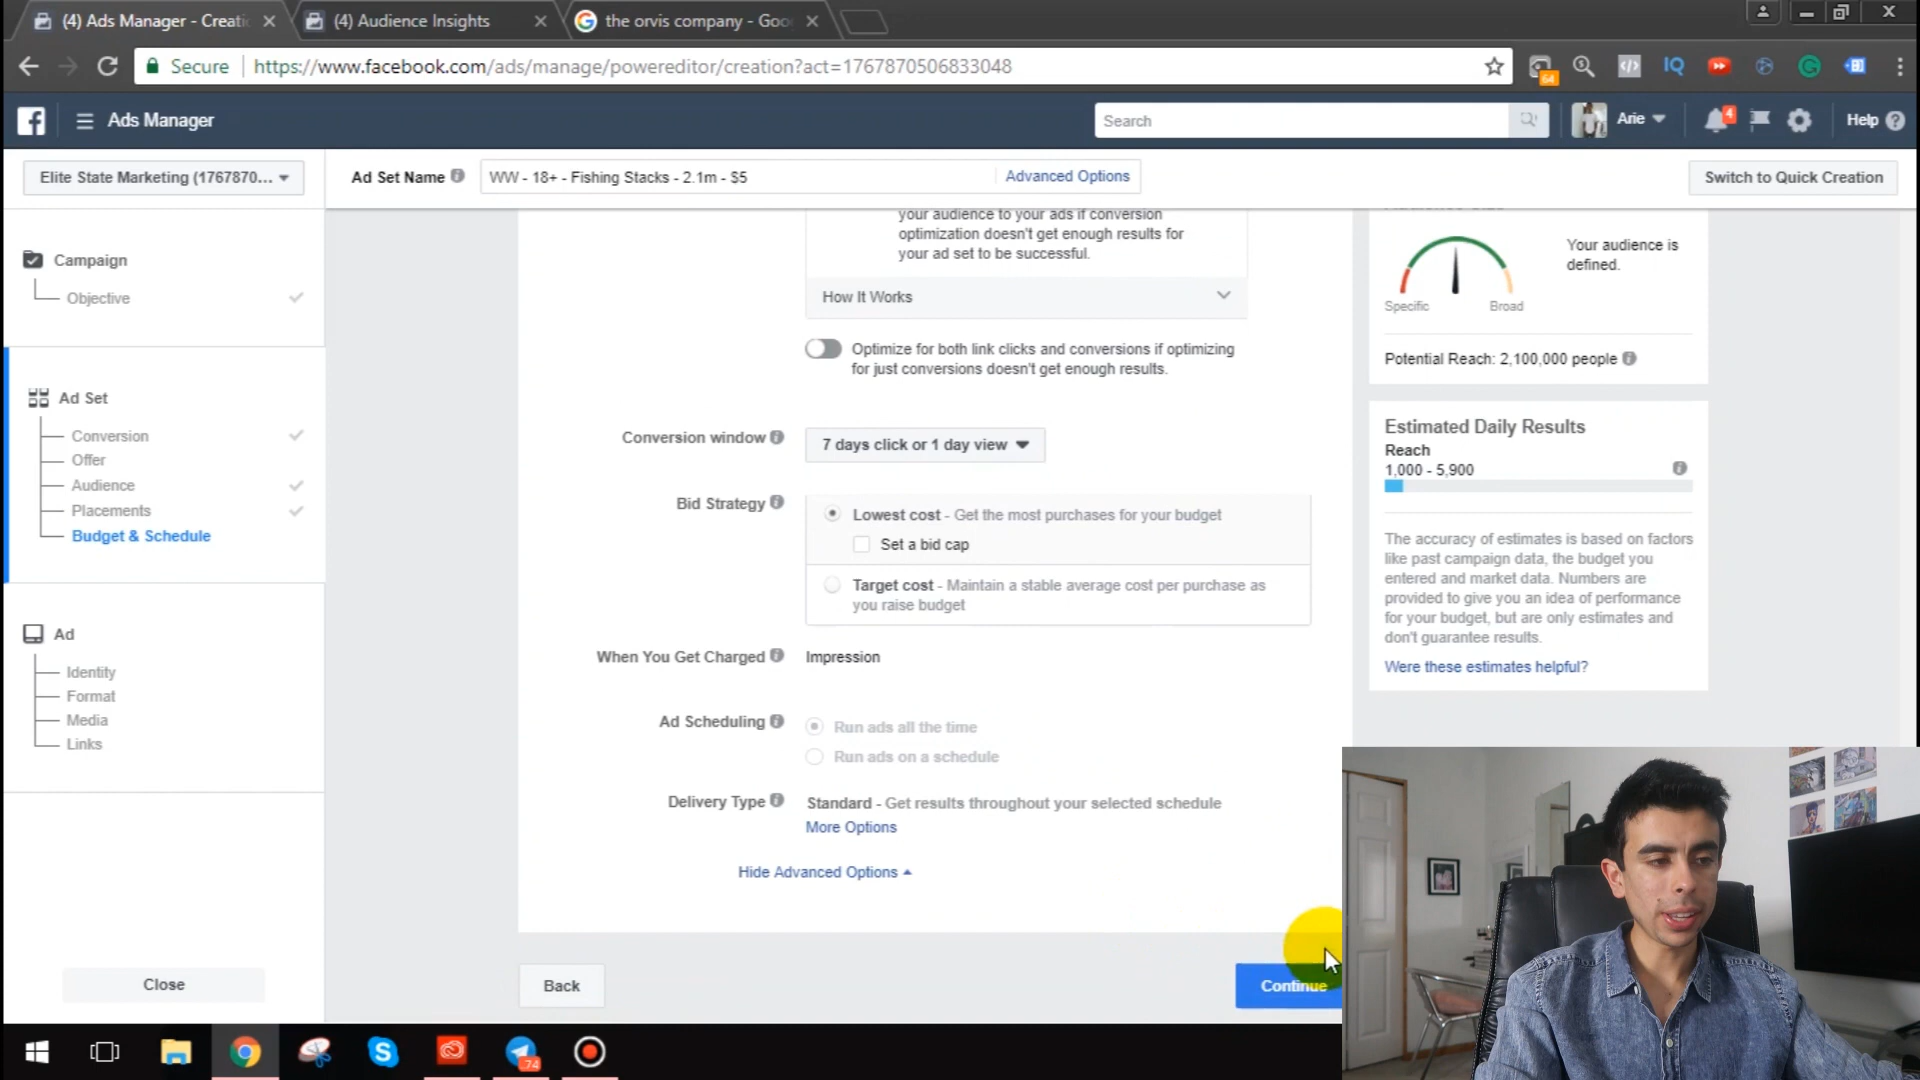 (4) Ads Manager - Creati
(4) Audience Insights
the orvis company - Goo
Secure
https://www.facebook.com/ads/manage/powereditor/creation?act=1767870506833048
64
IQ
Ads Manager
Search
Arie
4
Help
Elite State Marketing (1767870...
Ad Set Name
WW - 18+ - Fishing Stacks - 2.1m - $5
Advanced Options
Switch to Quick Creation
Campaign
Objective
Ad Set
Conversion
Offer
Audience
Placements
Budget & Schedule
Ad
Identity
Format
Media
Links
Close
your audience to your ads if conversion
optimization doesn't get enough results for
your ad set to be successful.
How It Works
Optimize for both link clicks and conversions if optimizing
for just conversions doesn't get enough results.
Conversion window
7 days click or 1 day view
Bid Strategy
Lowest cost - Get the most purchases for your budget
Set a bid cap
Target cost - Maintain a stable average cost per purchase as
you raise budget
When You Get Charged
Impression
Ad Scheduling
Run ads all the time
Run ads on a schedule
Delivery Type
Standard - Get results throughout your selected schedule
More Options
Hide Advanced Options
Back
Continue
Your audience is
defined.
Specific
Broad
Potential Reach: 2,100,000 people
Estimated Daily Results
Reach
1,000 - 5,900
The accuracy of estimates is based on factors
like past campaign data, the budget you
entered and market data. Numbers are
provided to give you an idea of performance
for your budget, but are only estimates and
don't guarantee results.
Were these estimates helpful?
74